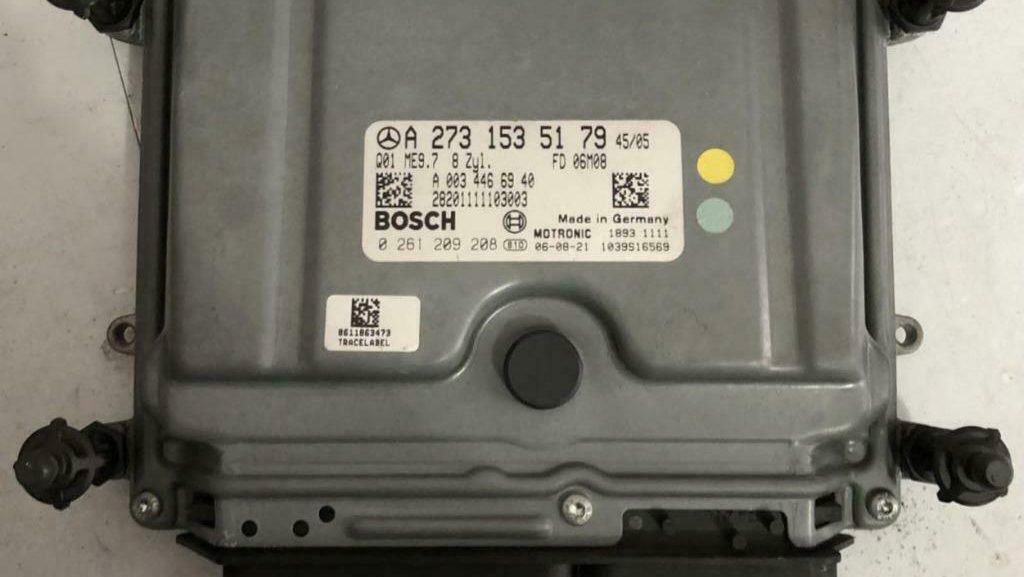 A 273 153 51 79 45/05
Q01 ME9.7 8 Zyl. FD 06M08
A 003 446 69 40
28201111103003
BOSCH Made in Germany
MOTRONIC 1893 1111
0 261 209 208 06-08-21 1039S16569
8611863473
TRACELABEL